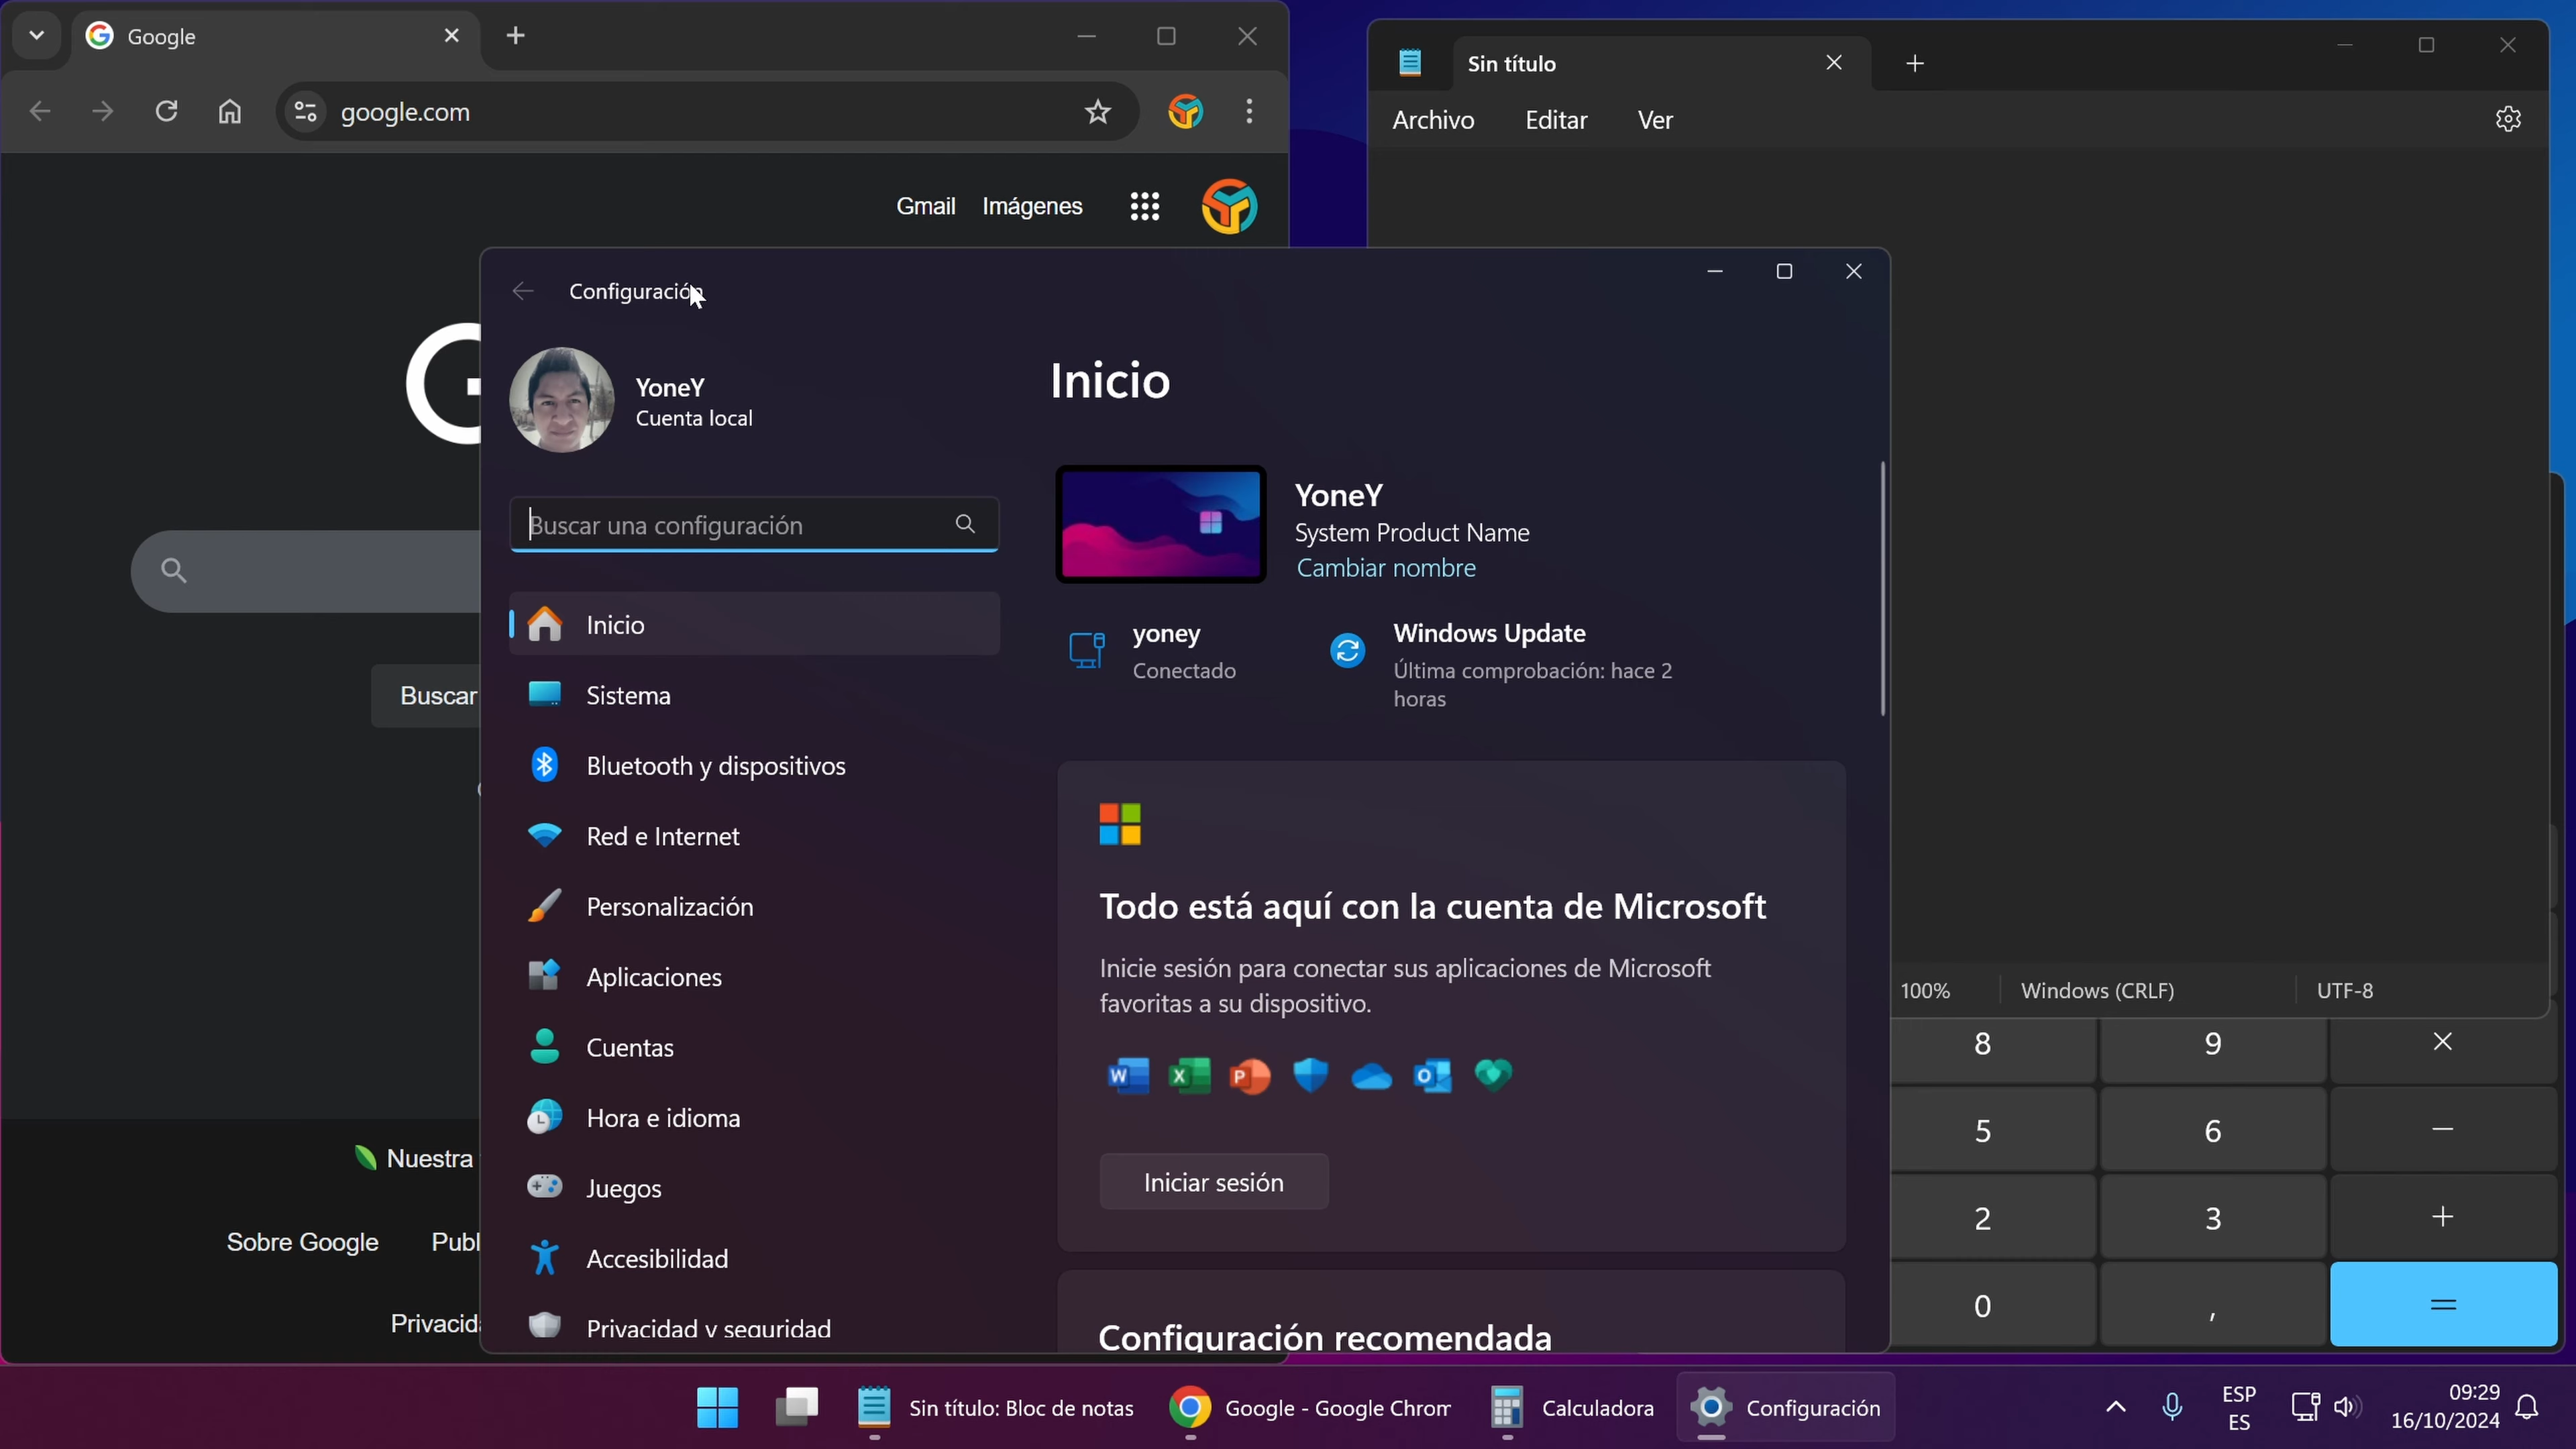 Google
google.com
Gmail Imágenes
G
Buscar
Nuestra
Sobre Google Publ
Privacida
Sin título
Archivo Editar Ver
100% Windows (CRLF) UTF-8
8 9 ×
5 6 −
2 3 +
0 , =
Configuración
YoneY
Cuenta local
Buscar una configuración
Inicio
Sistema
Bluetooth y dispositivos
Red e Internet
Personalización
Aplicaciones
Cuentas
Hora e idioma
Juegos
Accesibilidad
Privacidad y seguridad
Inicio
YoneY
System Product Name
Cambiar nombre
yoney
Conectado
Windows Update
Última comprobación: hace 2
horas
Todo está aquí con la cuenta de Microsoft
Inicie sesión para conectar sus aplicaciones de Microsoft
favoritas a su dispositivo.
W X P O
Iniciar sesión
Configuración recomendada
Sin título: Bloc de notas Google - Google Chrom Calculadora Configuración
ESP
ES
09:29
16/10/2024